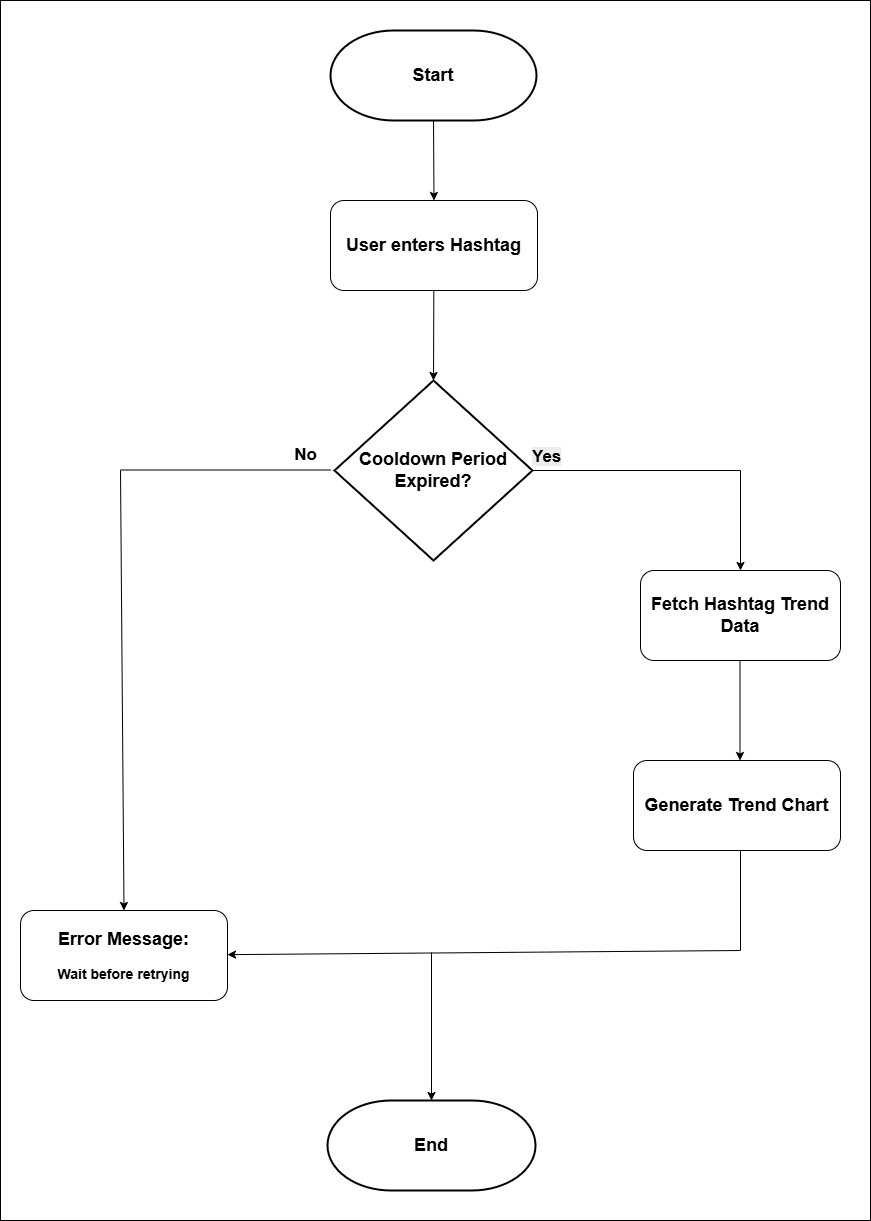 Start
User enters Hashtag
No
Yes
Cooldown Period
Expired?
Fetch Hashtag Trend
Data
Generate Trend Chart
Error Message:
Wait before retrying
End